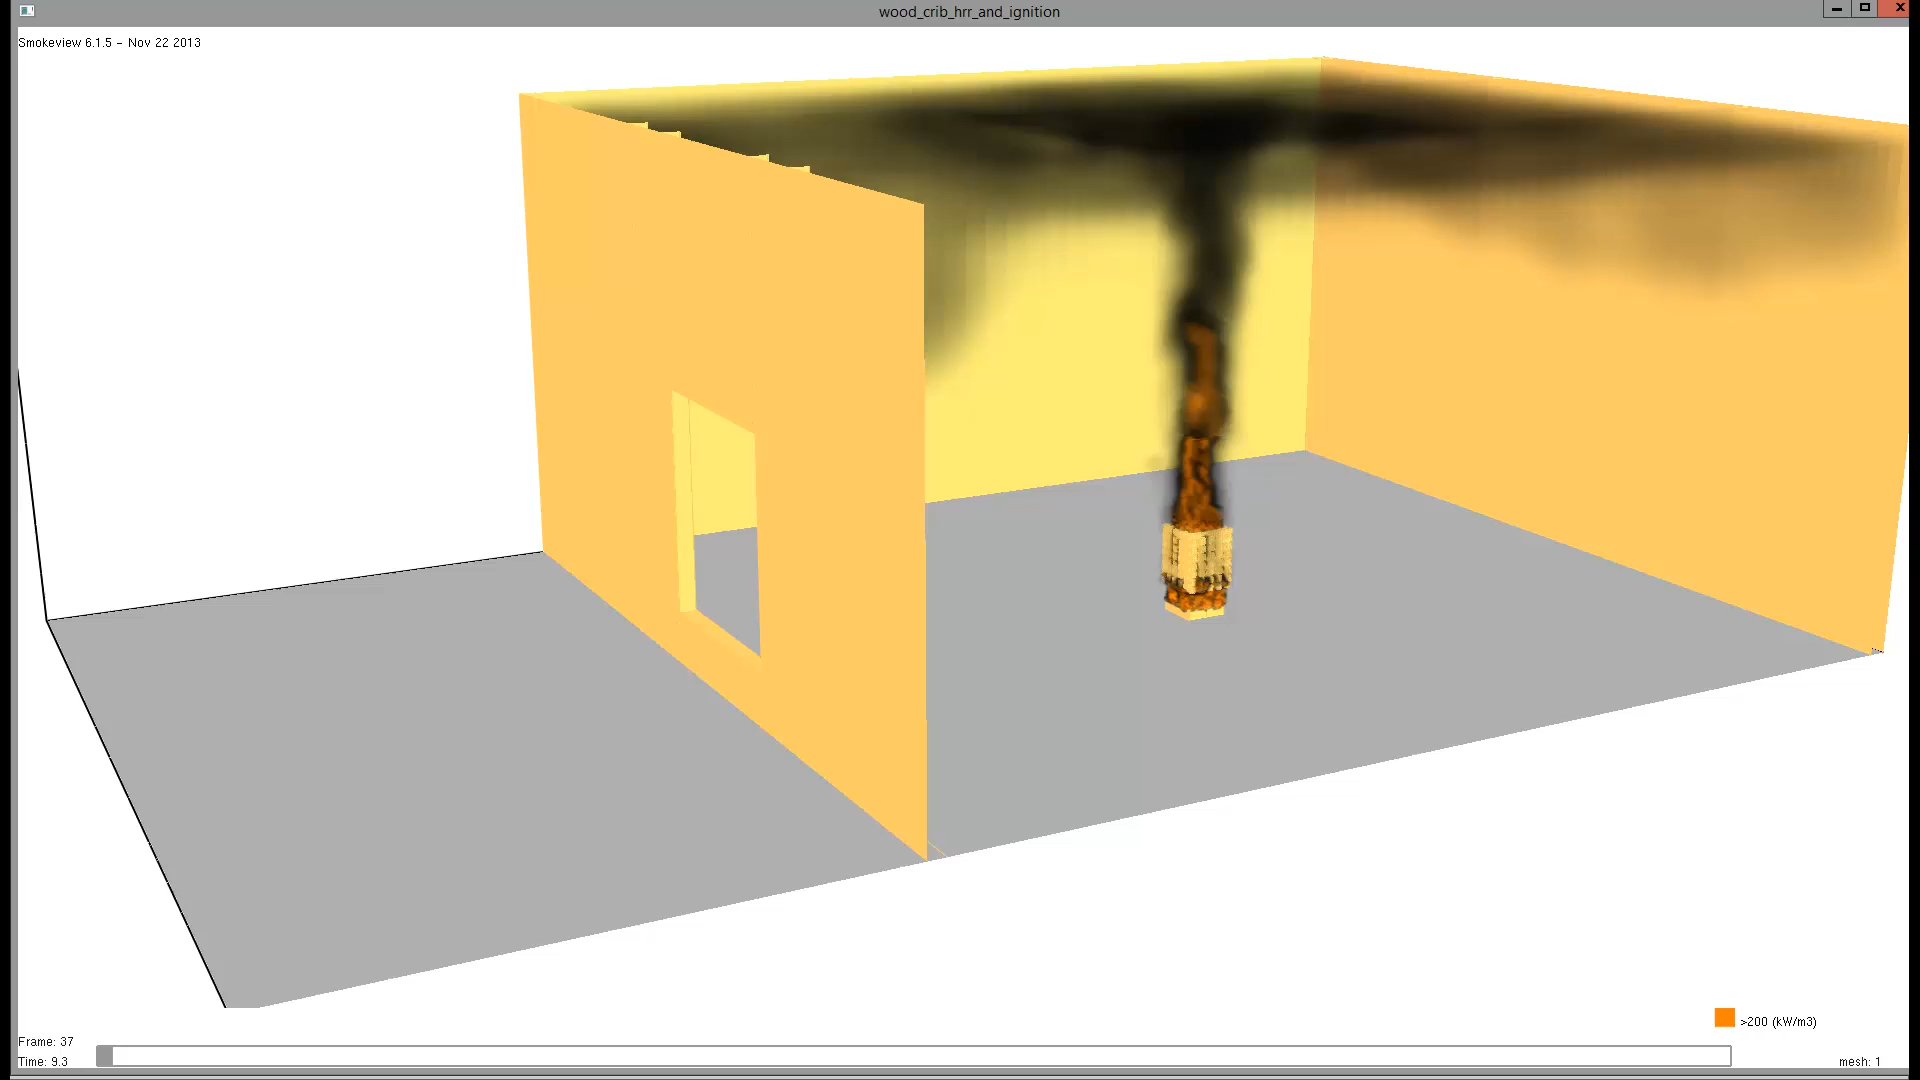 wood_crib_hrr_and_ignition
Smokeview 6.1.5 - Nov 22 2013
>200 (kW/m3)
Frame: 37
Time: 9.3
mesh: 1